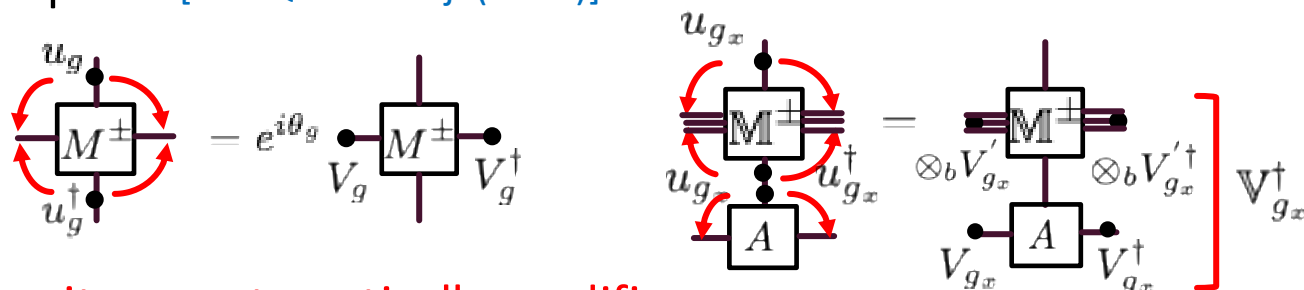 u_g
M^± = e^{iθ_g} V_g M^± V_g^†
u_g^†
u_{g_x}
𝕄^± = 𝕄^±
u_{g_x} u_{g_x}^† ⊗_b V'_{g_x} ⊗_b V'^†_{g_x} 𝕍^†_{g_x}
A A
V_{g_x} V^†_{g_x}